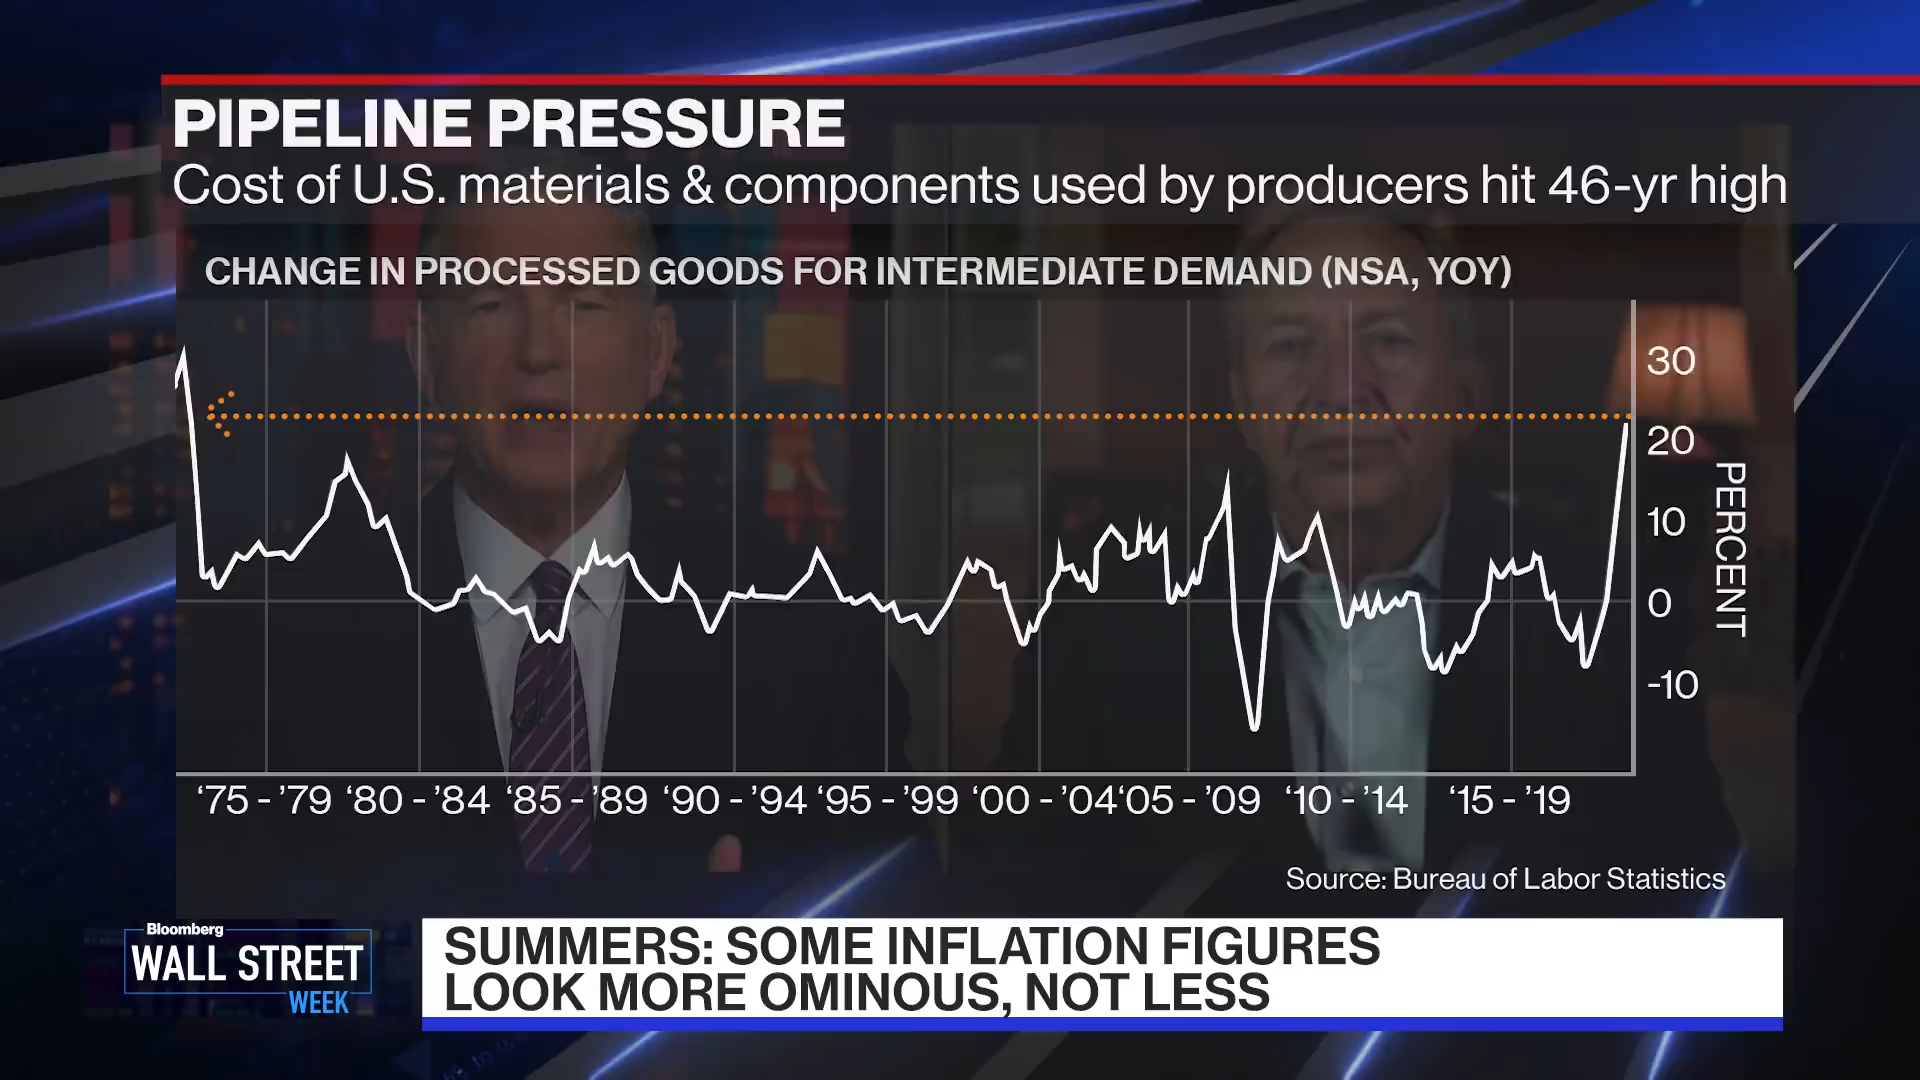 PIPELINE PRESSURE
Cost of U.S. materials & components used by producers hit 46-yr high
CHANGE IN PROCESSED GOODS FOR INTERMEDIATE DEMAND (NSA, YOY)
30
20
10
0
-10
PERCENT
‘75 - ’79 ‘80 - ’84 ‘85 - ’89 ‘90 - ’94 ‘95 - ’99 ‘00 - ’04 ‘05 - ’09 ‘10 - ’14 ‘15 - ’19
Source: Bureau of Labor Statistics
Bloomberg
WALL STREET
WEEK
SUMMERS: SOME INFLATION FIGURES
LOOK MORE OMINOUS, NOT LESS